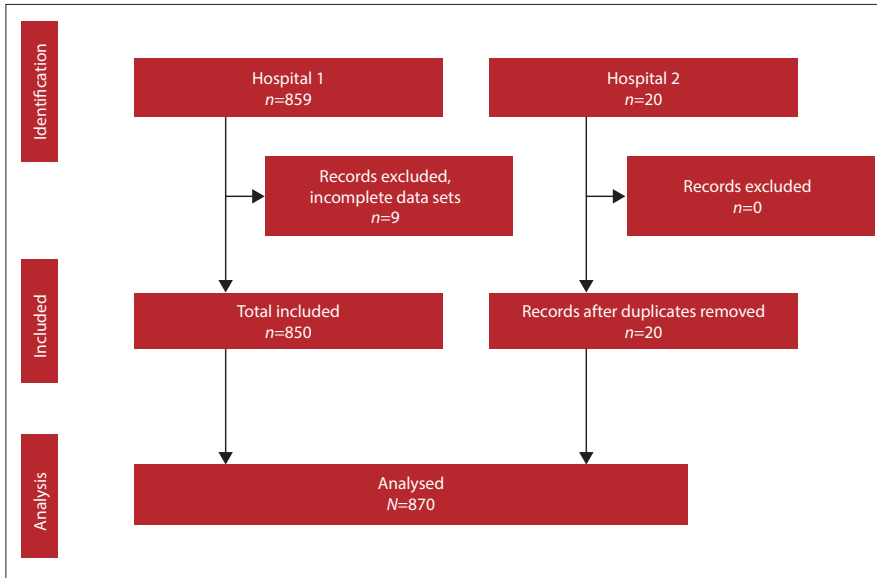 Identification
Hospital 1
n=859
Hospital 2
n=20
Records excluded,
incomplete data sets
n=9
Records excluded
n=0
Included
Total included
n=850
Records after duplicates removed
n=20
Analysis
Analysed
N=870